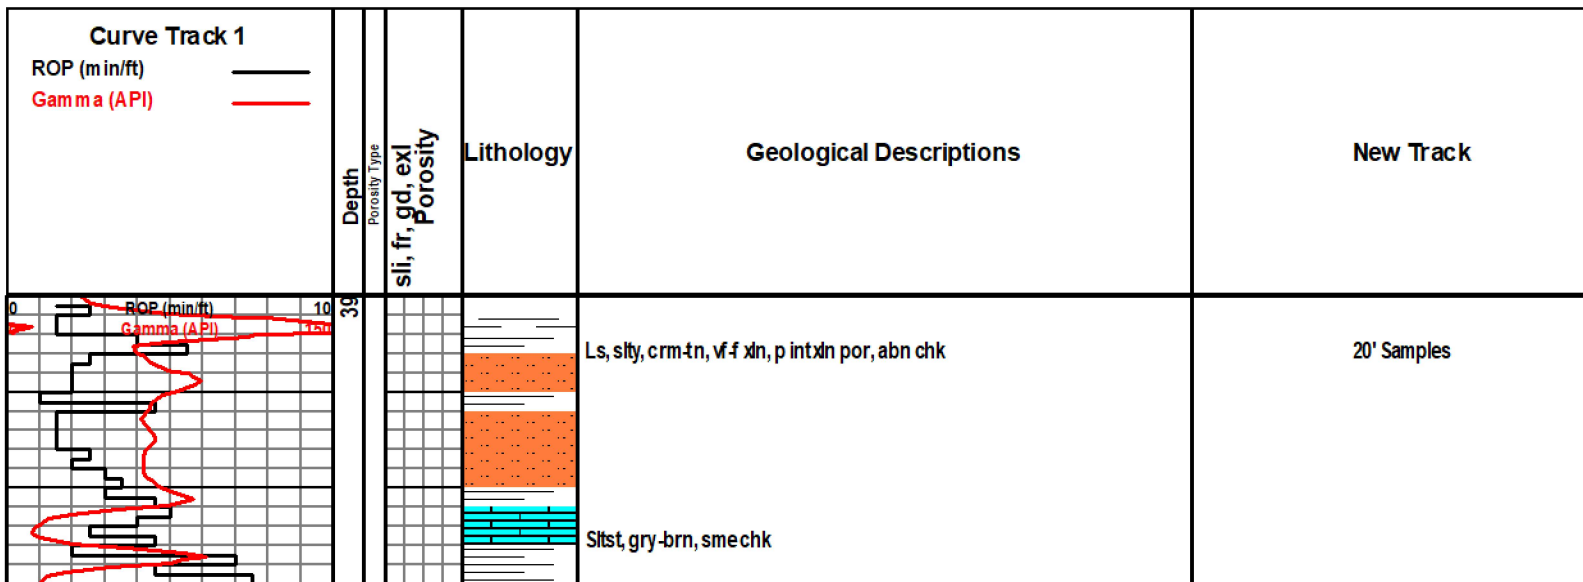 Curve Track 1
ROP (min/ft)
Gamma (API)
Depth
Porosity Type
sli, fr, gd, exl
Porosity
Lithology
Geological Descriptions
New Track
0 ROP (min/ft) 10
Gamma (API) 150
39
Ls, slty, crm-tn, vf-f xln, p intxln por, abn chk
20' Samples
Sltst, gry-brn, sme chk